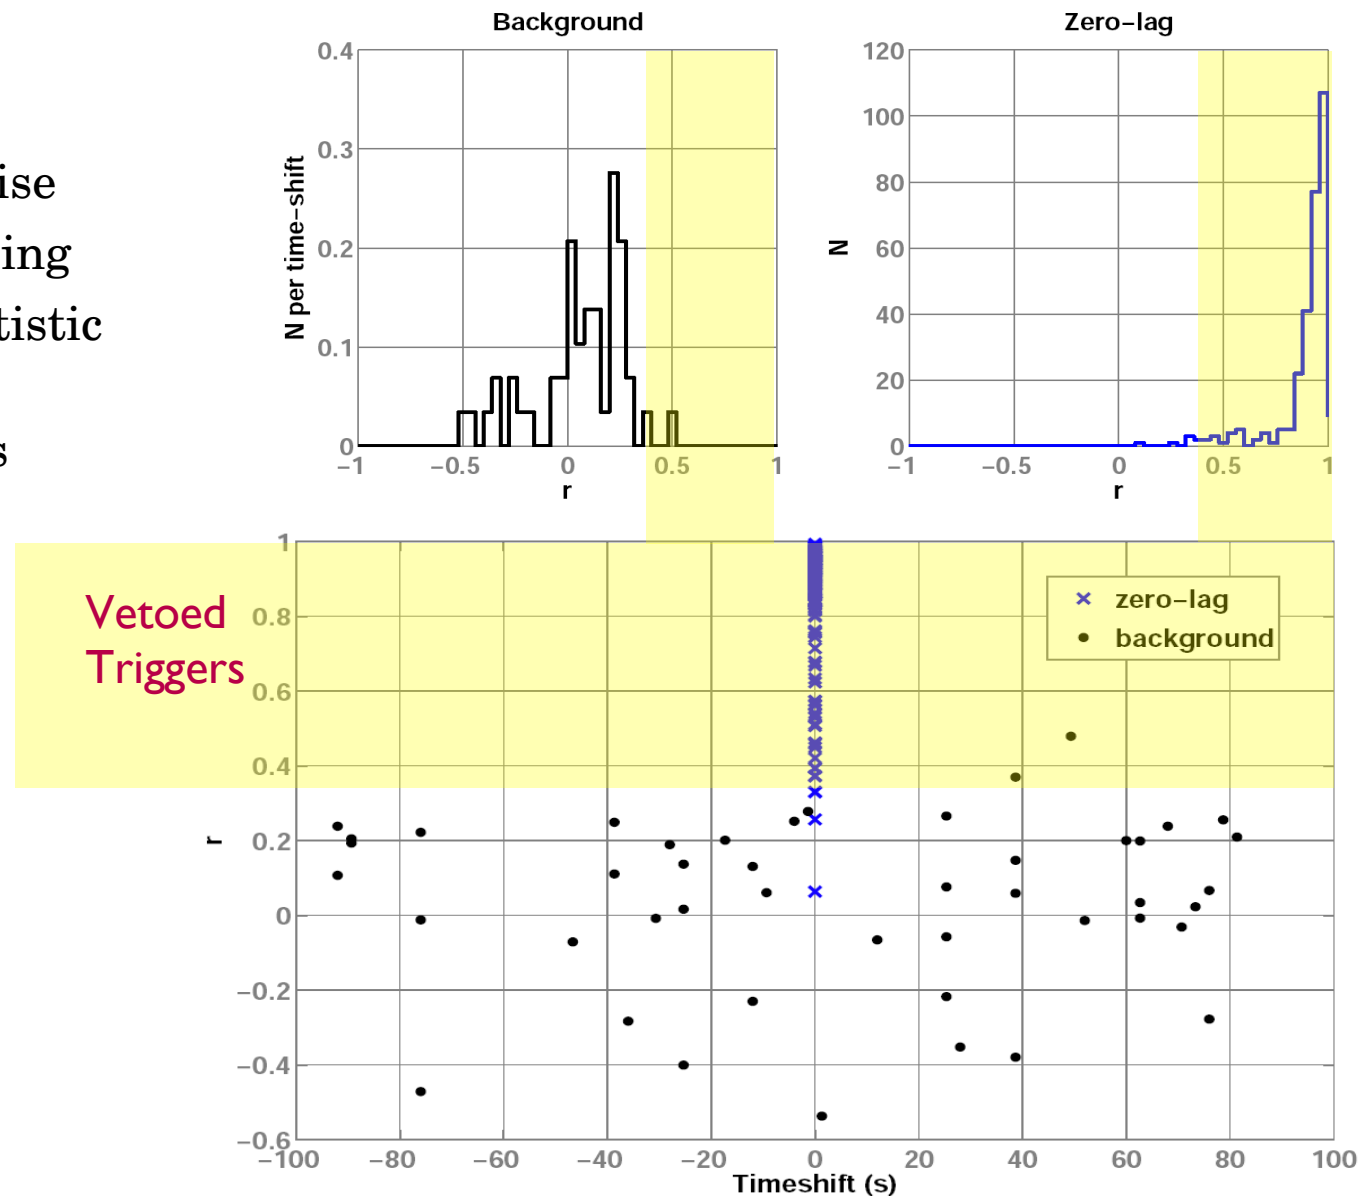 ise
ing
tistic
s
Background
0.4
0.3
0.2
0.1
0
N per time-shift
-1
-0.5
0
0.5
1
r
Zero-lag
120
100
80
60
40
20
0
N
-1
-0.5
0
0.5
1
r
Vetoed
Triggers
1
0.8
0.6
0.4
0.2
0
-0.2
-0.4
-0.6
r
zero-lag
background
-100
-80
-60
-40
-20
0
20
40
60
80
100
Timeshift (s)